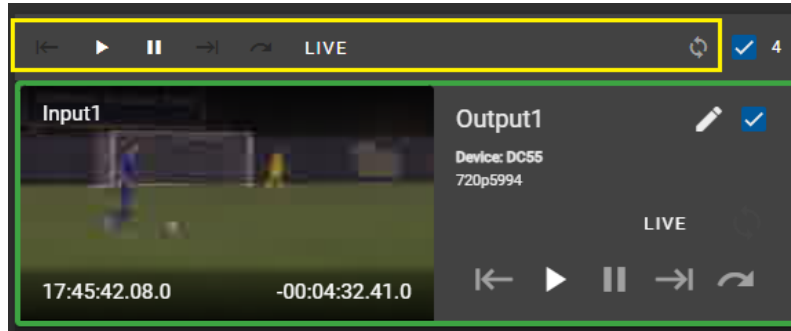 LIVE
4
Input1
Output1
Device: DC55
720p5994
LIVE
17:45:42.08.0
-00:04:32.41.0